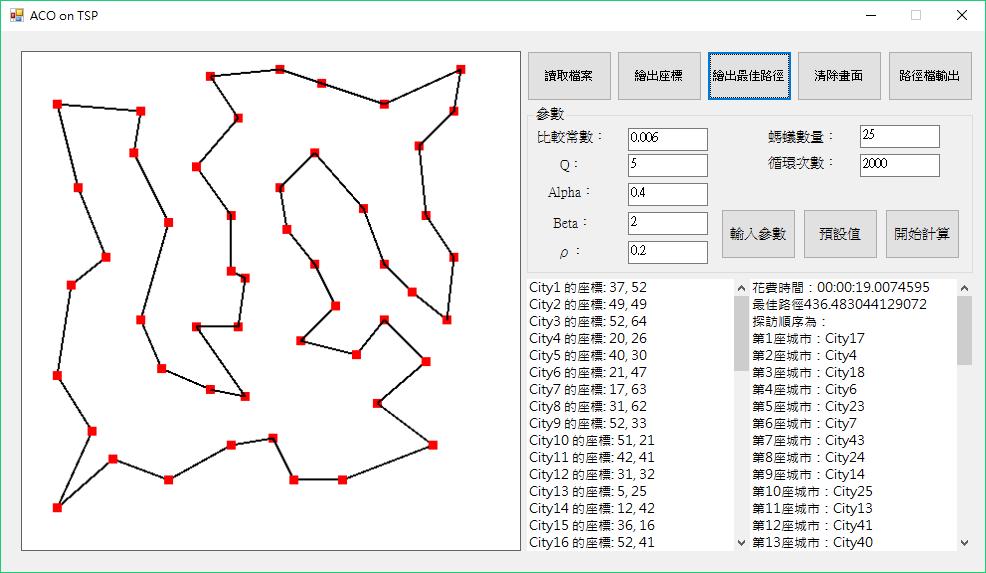 ACO on TSP
讀取檔案 繪出座標 繪出最佳路徑 清除畫面 路徑檔輸出
參數
比較常數： 0.006 螞蟻數量： 25
Q： 5 循環次數： 2000
Alpha： 0.4
Beta： 2 輸入參數 預設值 開始計算
ρ： 0.2
City1 的座標: 37, 52
City2 的座標: 49, 49
City3 的座標: 52, 64
City4 的座標: 20, 26
City5 的座標: 40, 30
City6 的座標: 21, 47
City7 的座標: 17, 63
City8 的座標: 31, 62
City9 的座標: 52, 33
City10 的座標: 51, 21
City11 的座標: 42, 41
City12 的座標: 31, 32
City13 的座標: 5, 25
City14 的座標: 12, 42
City15 的座標: 36, 16
City16 的座標: 52, 41
花費時間：00:00:19.0074595
最佳路徑436.483044129072
探訪順序為：
第1座城市：City17
第2座城市：City4
第3座城市：City18
第4座城市：City6
第5座城市：City23
第6座城市：City7
第7座城市：City43
第8座城市：City24
第9座城市：City14
第10座城市：City25
第11座城市：City13
第12座城市：City41
第13座城市：City40